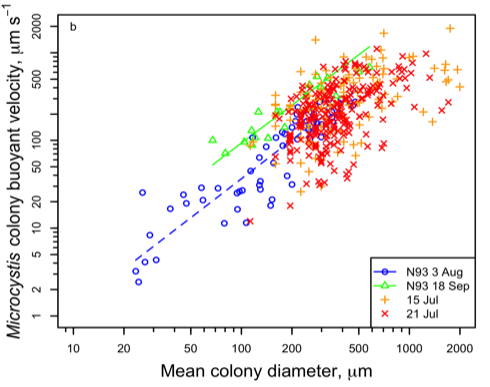 b
Microcystis colony buoyant velocity, μm s⁻¹
2000
500
200
100
50
20
10
5
2
1
N93 3 Aug
N93 18 Sep
15 Jul
21 Jul
10 20 50 100 200 500 1000 2000
Mean colony diameter, μm